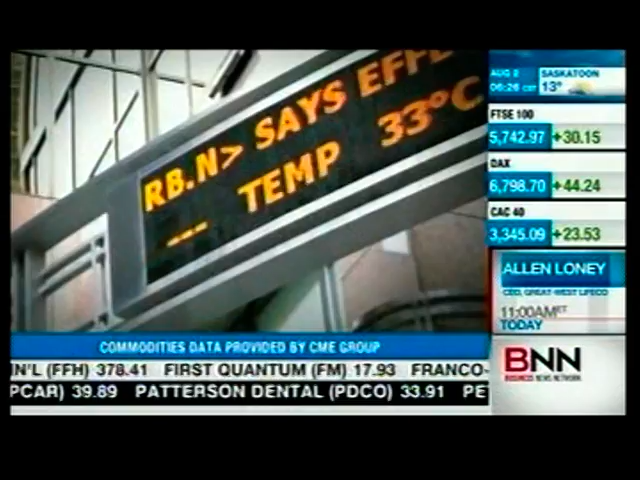 RB.N> SAYS EFFE
--- TEMP 33°C
AUG 8
06:26 CST
SASKATOON
13°
FTSE 100
5,742.97 +30.15
DAX
6,798.70 +44.24
CAC 40
3,345.09 +23.53
ALLEN LONEY
CEO, GREAT-WEST LIFECO
11:00AM ET
TODAY
COMMODITIES DATA PROVIDED BY CME GROUP
IN'L (FFH) 378.41 FIRST QUANTUM (FM) 17.93 FRANCO-
PCAR) 39.89 PATTERSON DENTAL (PDCO) 33.91 PE
BNN
BUSINESS NEWS NETWORK